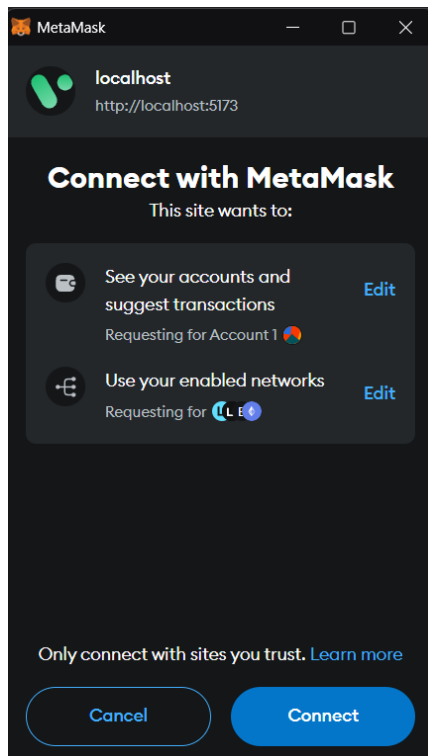 MetaMask
localhost
http://localhost:5173
Connect with MetaMask
This site wants to:
See your accounts and
suggest transactions
Edit
Requesting for Account 1
Use your enabled networks
Edit
Requesting for
Only connect with sites you trust. Learn more
Cancel
Connect